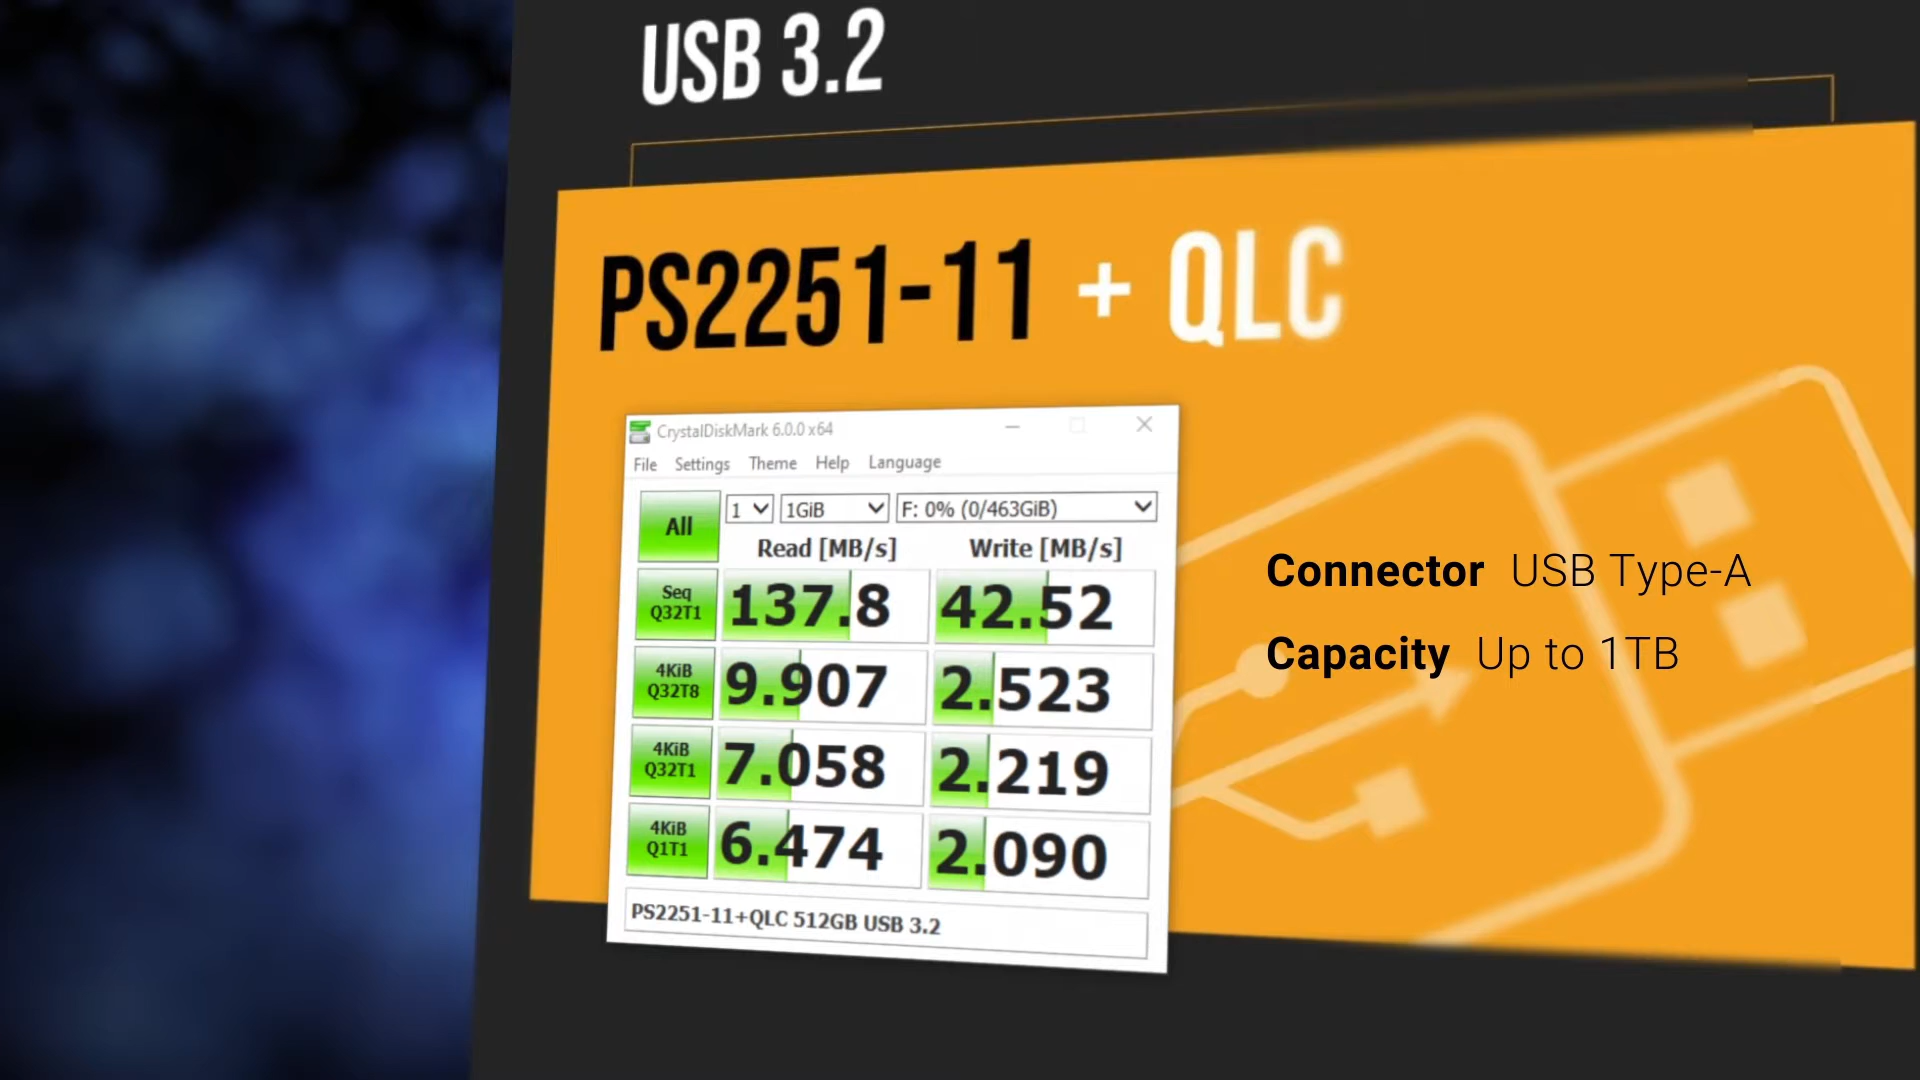 USB 3.2
PS2251-11 + QLC
CrystalDiskMark 6.0.0 x64
File Settings Theme Help Language
All 1 1GiB F: 0% (0/463GiB)
Read [MB/s] Write [MB/s]
Seq Q32T1 137.8 42.52
4KiB Q32T8 9.907 2.523
4KiB Q32T1 7.058 2.219
4KiB Q1T1 6.474 2.090
PS2251-11+QLC 512GB USB 3.2
Connector USB Type-A
Capacity Up to 1TB